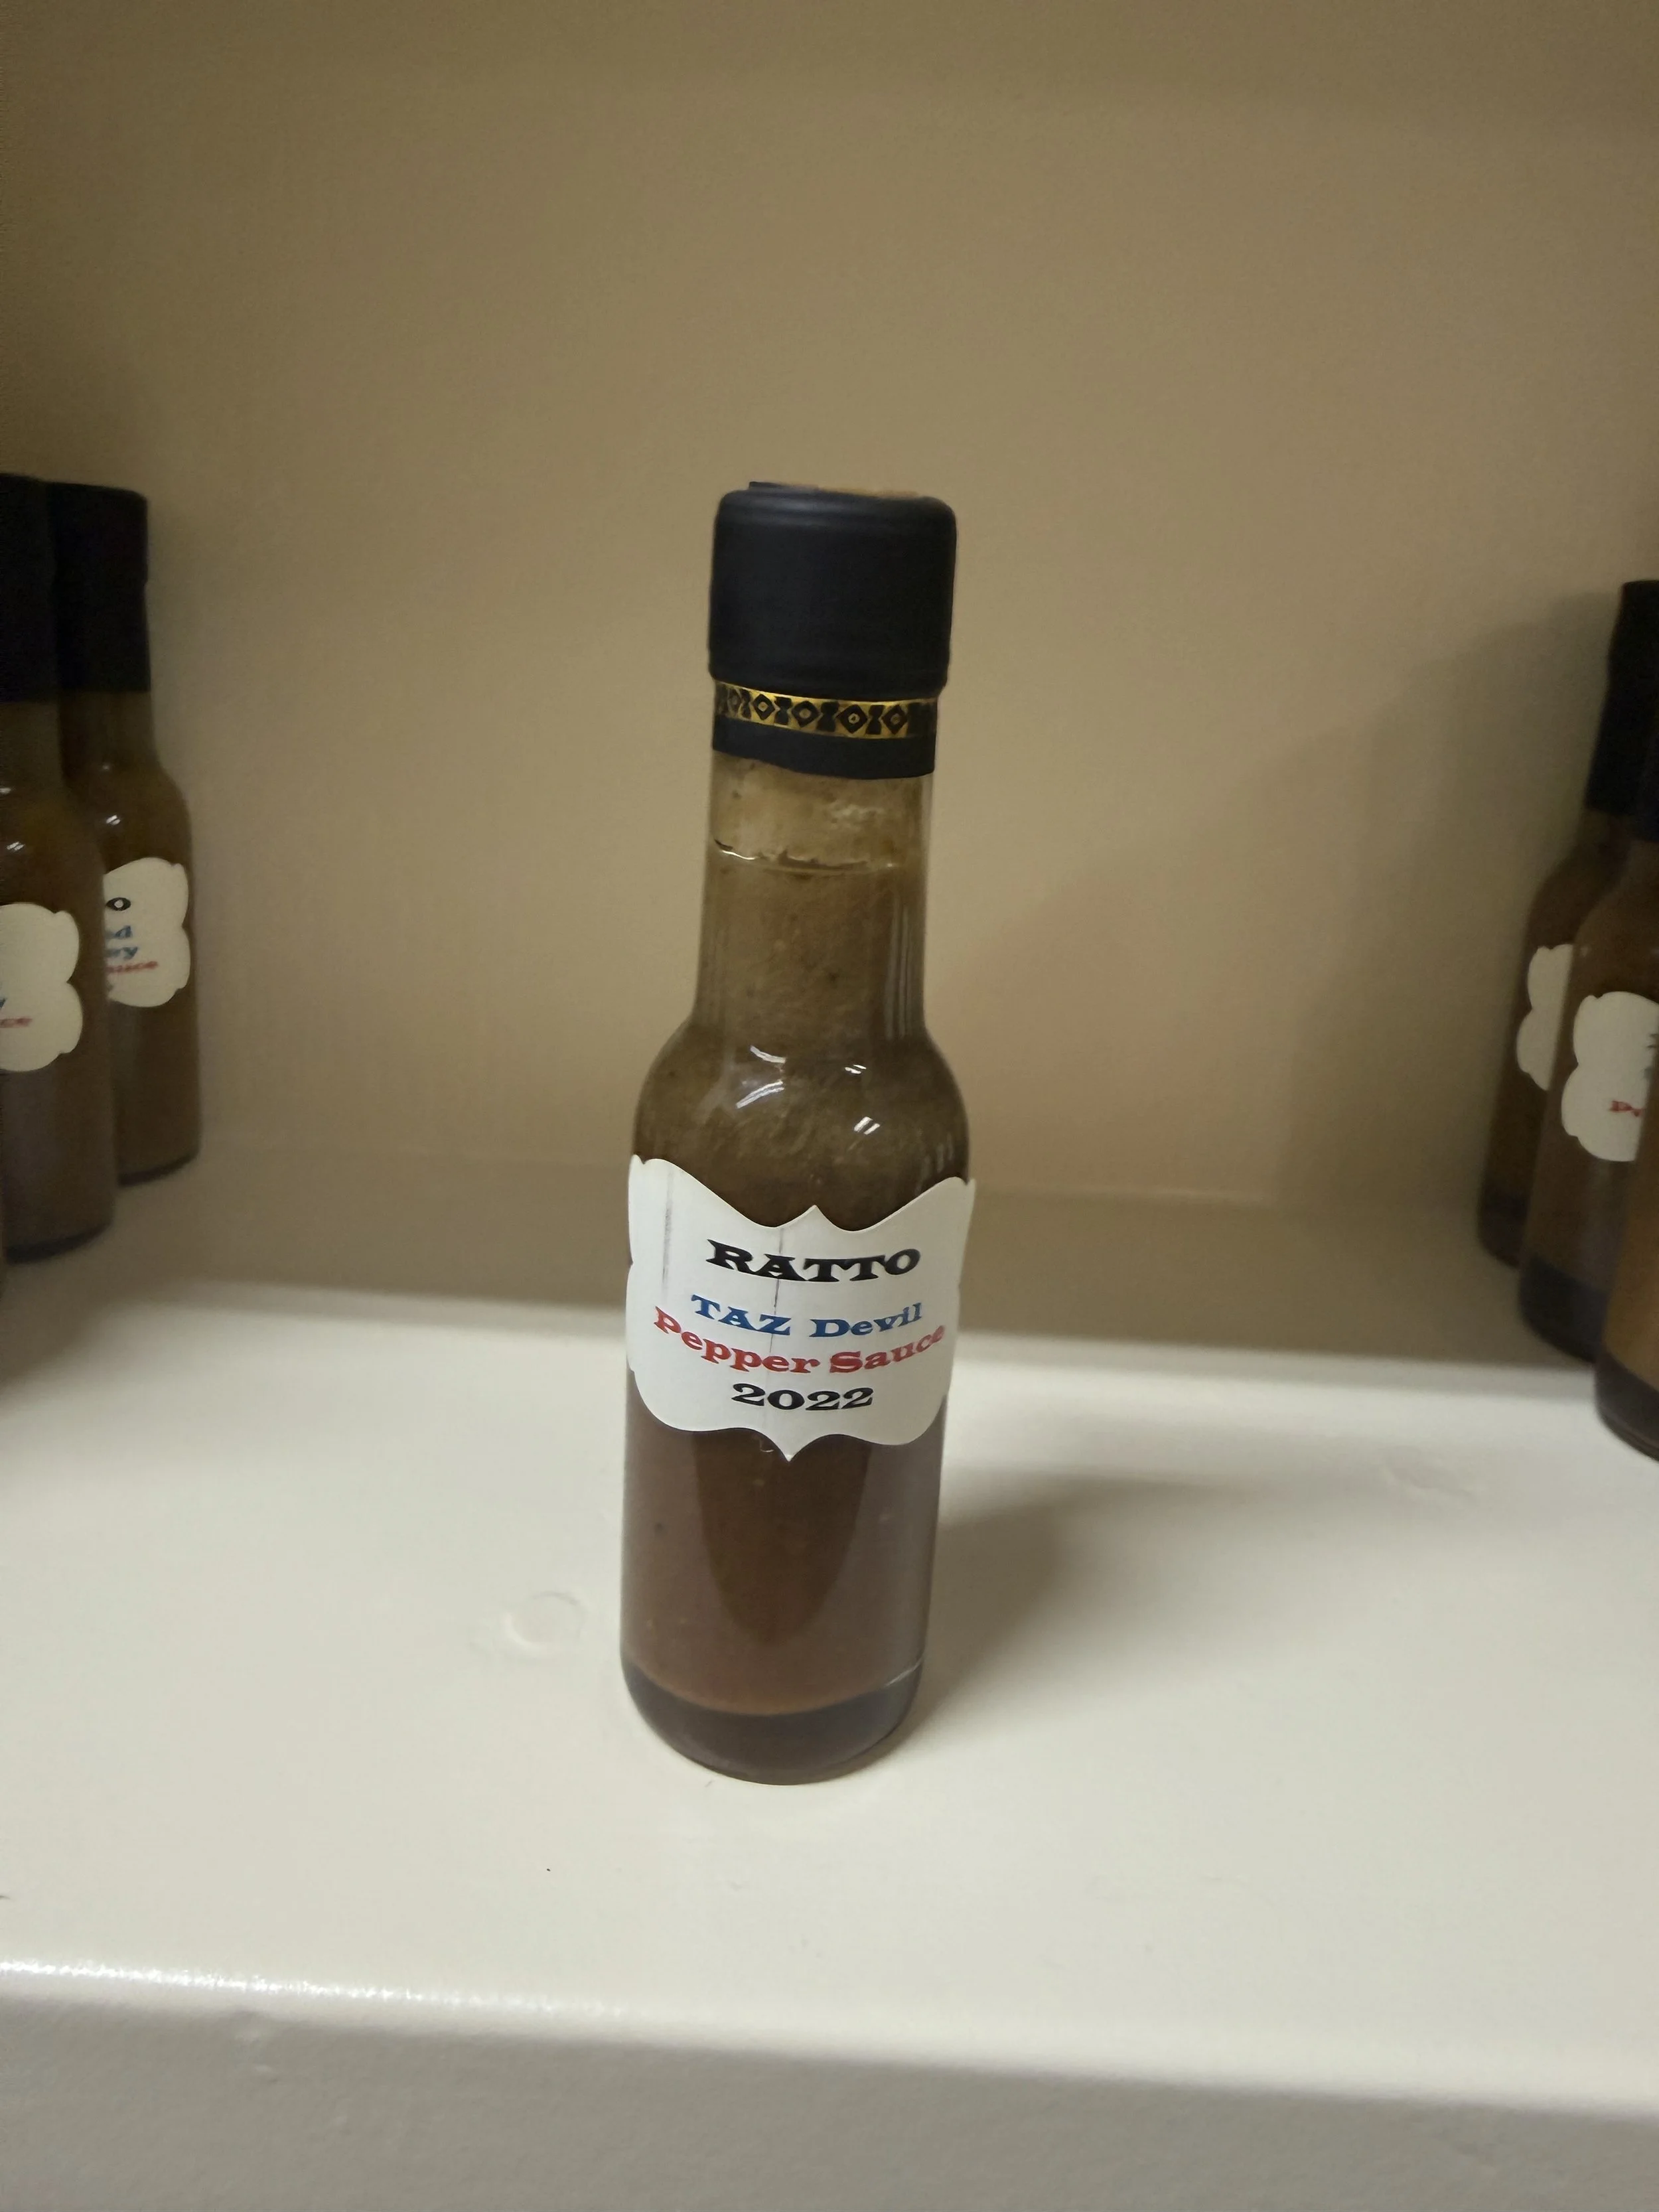 RATTO
TAZ Devil
Pepper Sauce
2022